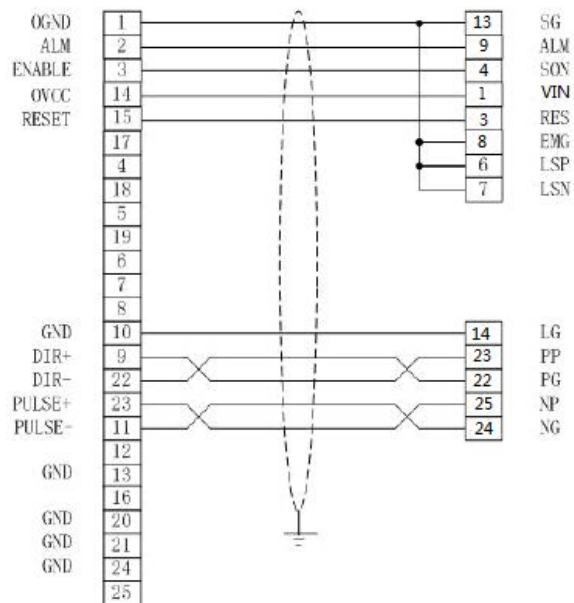 OGND 1 13 SG
ALM 2 9 ALM
ENABLE 3 4 SON
OVCC 14 1 VIN
RESET 15 3 RES
17 8 EMG
4 6 LSP
18 7 LSN
5
19
6
7
8
GND 10 14 LG
DIR+ 9 23 PP
DIR- 22 22 PG
PULSE+ 23 25 NP
PULSE- 11 24 NG
12
GND 13
16
GND 20
GND 21
GND 24
25